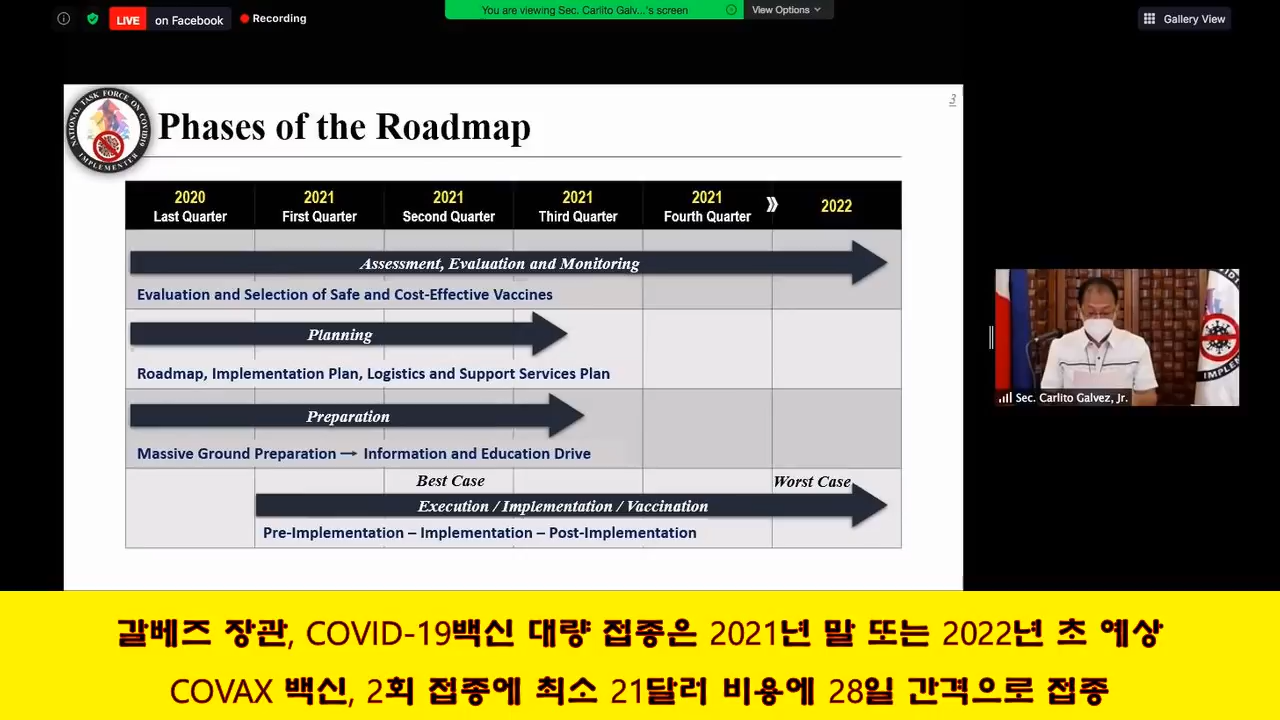 LIVE on Facebook
Recording
You are viewing Sec. Carlito Galv...'s screen
View Options
Gallery View
3
NATIONAL TASK FORCE ON COVID19
IMPLEMENTER
Phases of the Roadmap
2020
Last Quarter
2021
First Quarter
2021
Second Quarter
2021
Third Quarter
2021
Fourth Quarter
2022
Assessment, Evaluation and Monitoring
Evaluation and Selection of Safe and Cost-Effective Vaccines
Planning
Roadmap, Implementation Plan, Logistics and Support Services Plan
Preparation
Massive Ground Preparation → Information and Education Drive
Best Case
Worst Case
Execution / Implementation / Vaccination
Pre-Implementation – Implementation – Post-Implementation
Sec. Carlito Galvez, Jr.
갈베즈 장관, COVID-19백신 대량 접종은 2021년 말 또는 2022년 초 예상
COVAX 백신, 2회 접종에 최소 21달러 비용에 28일 간격으로 접종